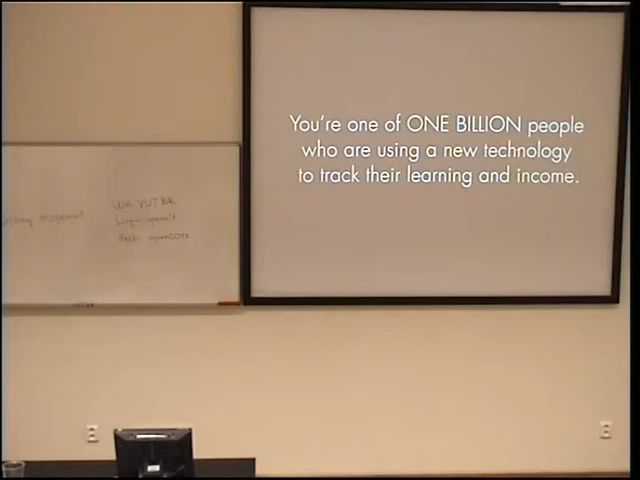 You're one of ONE BILLION people
who are using a new technology
to track their learning and income.